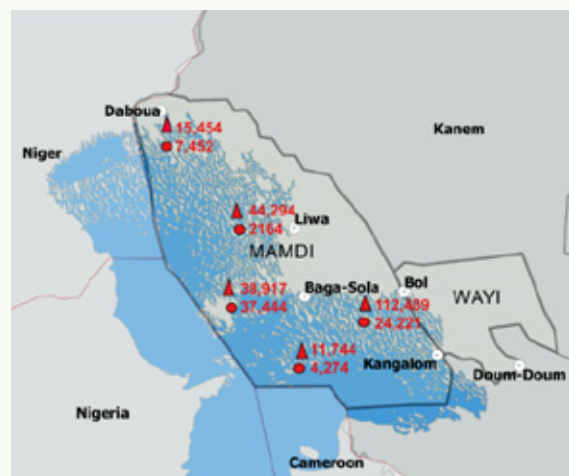 Daboua
15,454
7,452
Kanem
Niger
44,294
2164
Liwa
MAMDI
38,917
37,444
Baga-Sola
Bol
WAYI
112,489
24,221
11,744
4,274
Kangalom
Doum-Doum
Nigeria
Cameroon